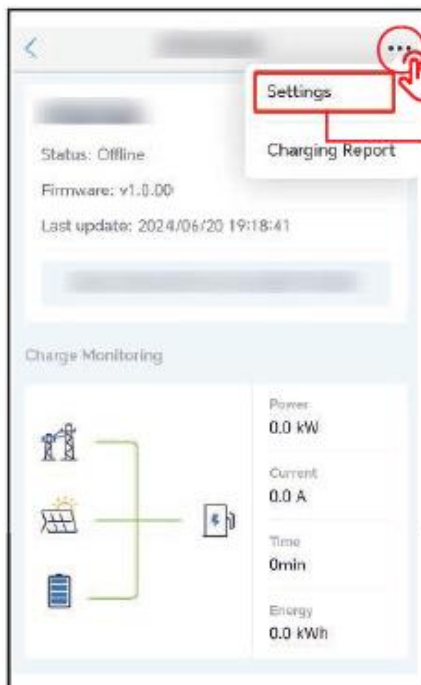 Settings
Charging Report
Status: Offline
Firmware: v1.0.00
Last update: 2024/06/20 19:18:41
Charge Monitoring
Power
0.0 kW
Current
0.0 A
Time
0min
Energy
0.0 kWh